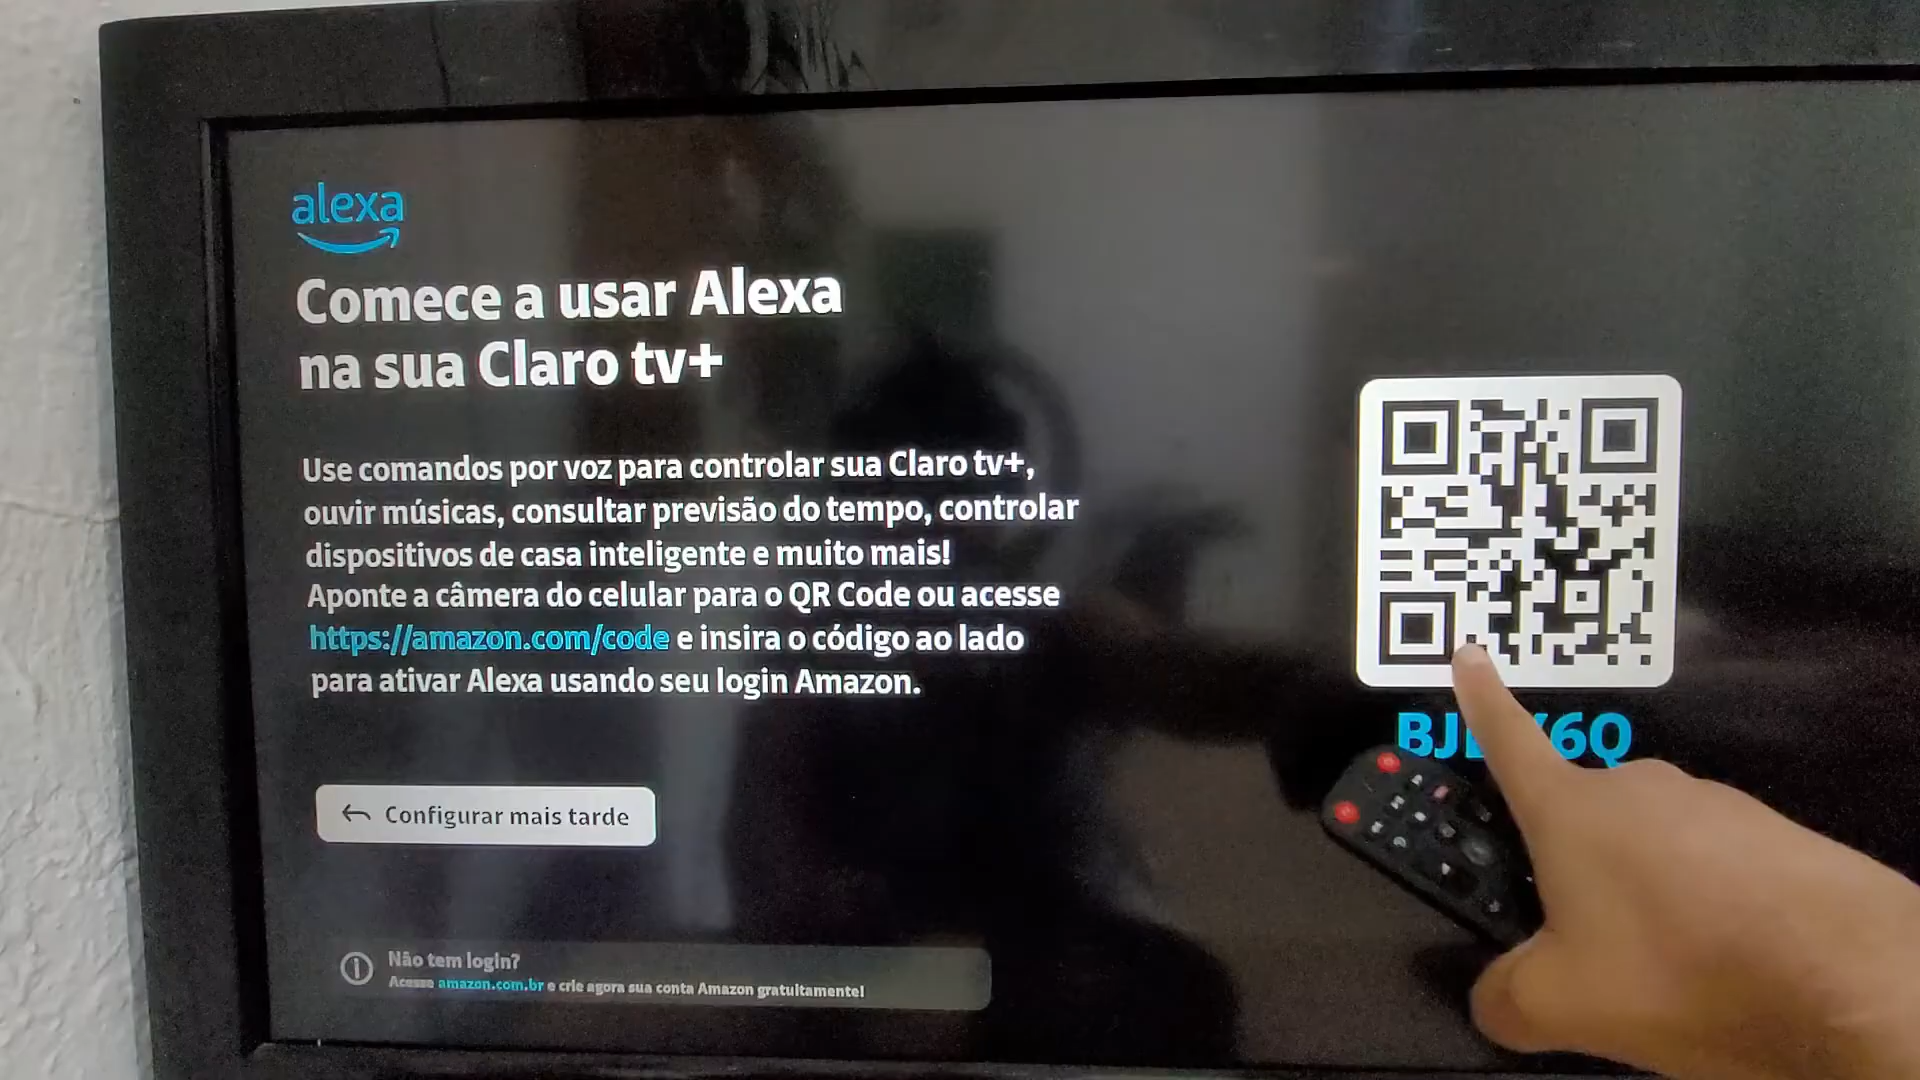 alexa
Comece a usar Alexa
na sua Claro tv+
Use comandos por voz para controlar sua Claro tv+,
ouvir músicas, consultar previsão do tempo, controlar
dispositivos de casa inteligente e muito mais!
Aponte a câmera do celular para o QR Code ou acesse
https://amazon.com/code e insira o código ao lado
para ativar Alexa usando seu login Amazon.
Configurar mais tarde
Não tem login?
Acesse amazon.com.br e crie agora sua conta Amazon gratuitamente!